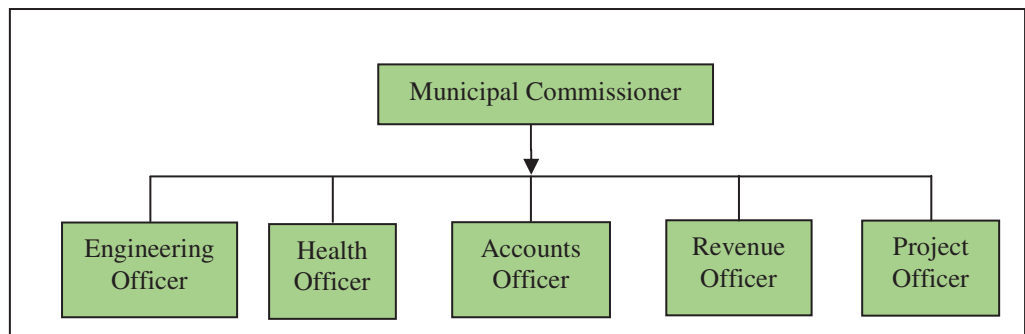 Municipal Commissioner
Engineering
Officer
Health
Officer
Accounts
Officer
Revenue
Officer
Project
Officer